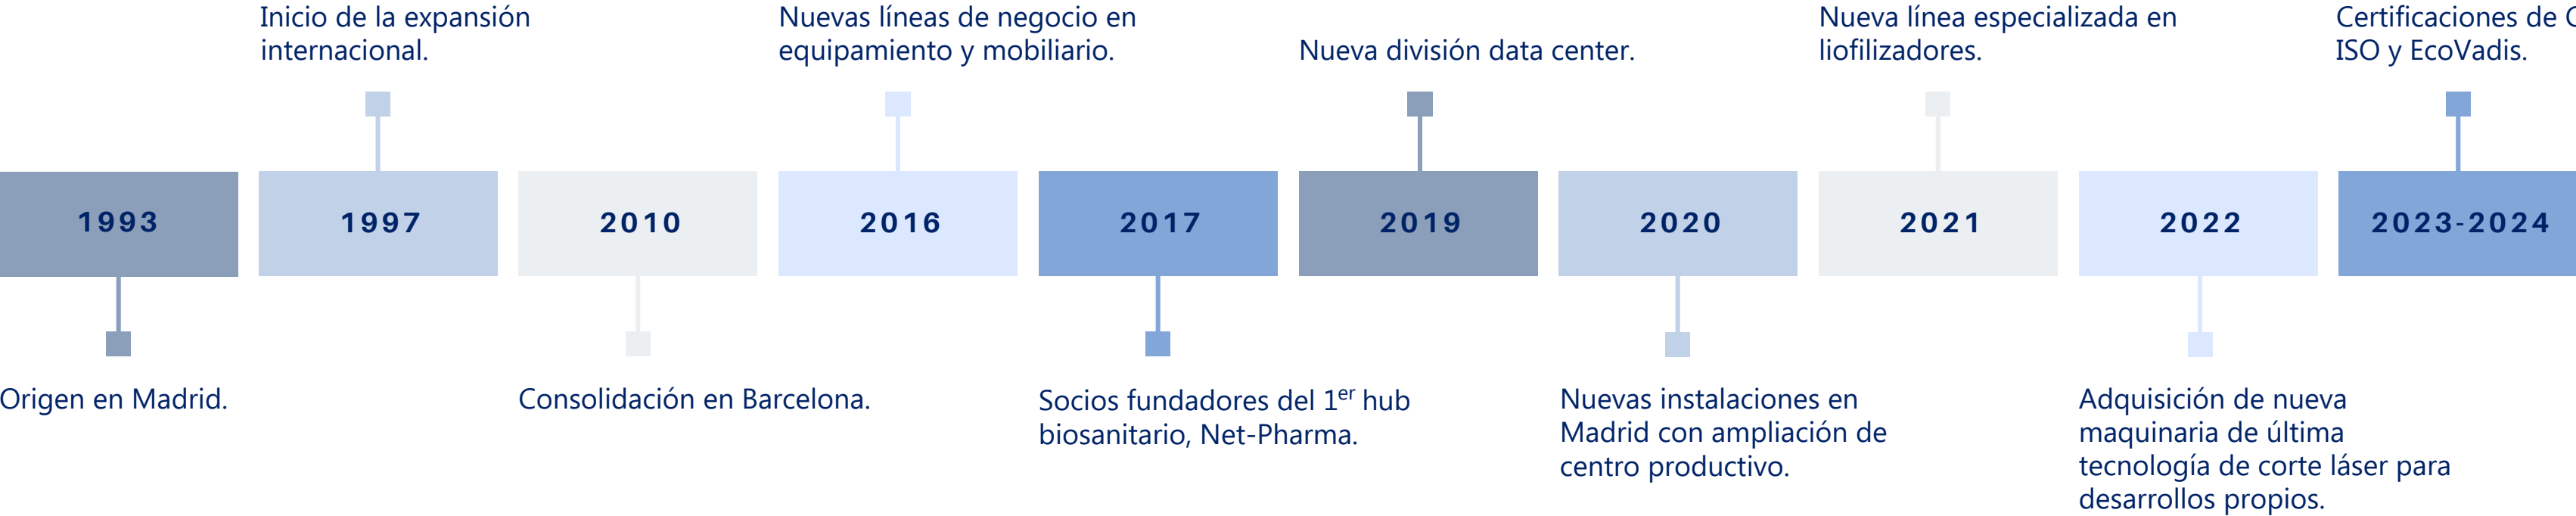 Inicio de la expansión
internacional.
Nuevas líneas de negocio en
equipamiento y mobiliario.
Nueva división data center.
Nueva línea especializada en
liofilizadores.
Certificaciones de
ISO y EcoVadis.
1993
1997
2010
2016
2017
2019
2020
2021
2022
2023-2024
Origen en Madrid.
Consolidación en Barcelona.
Socios fundadores del 1er hub
biosanitario, Net-Pharma.
Nuevas instalaciones en
Madrid con ampliación de
centro productivo.
Adquisición de nueva
maquinaria de última
tecnología de corte láser para
desarrollos propios.